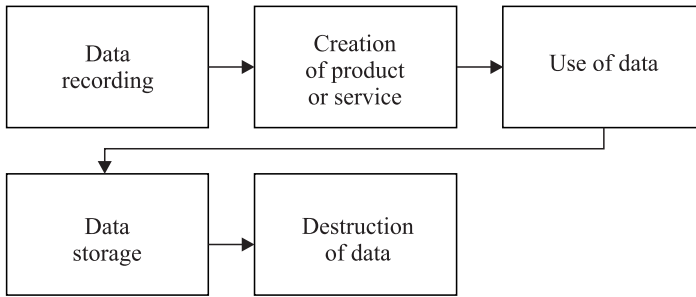 Data
recording
Creation
of product
or service
Use of data
Data
storage
Destruction
of data